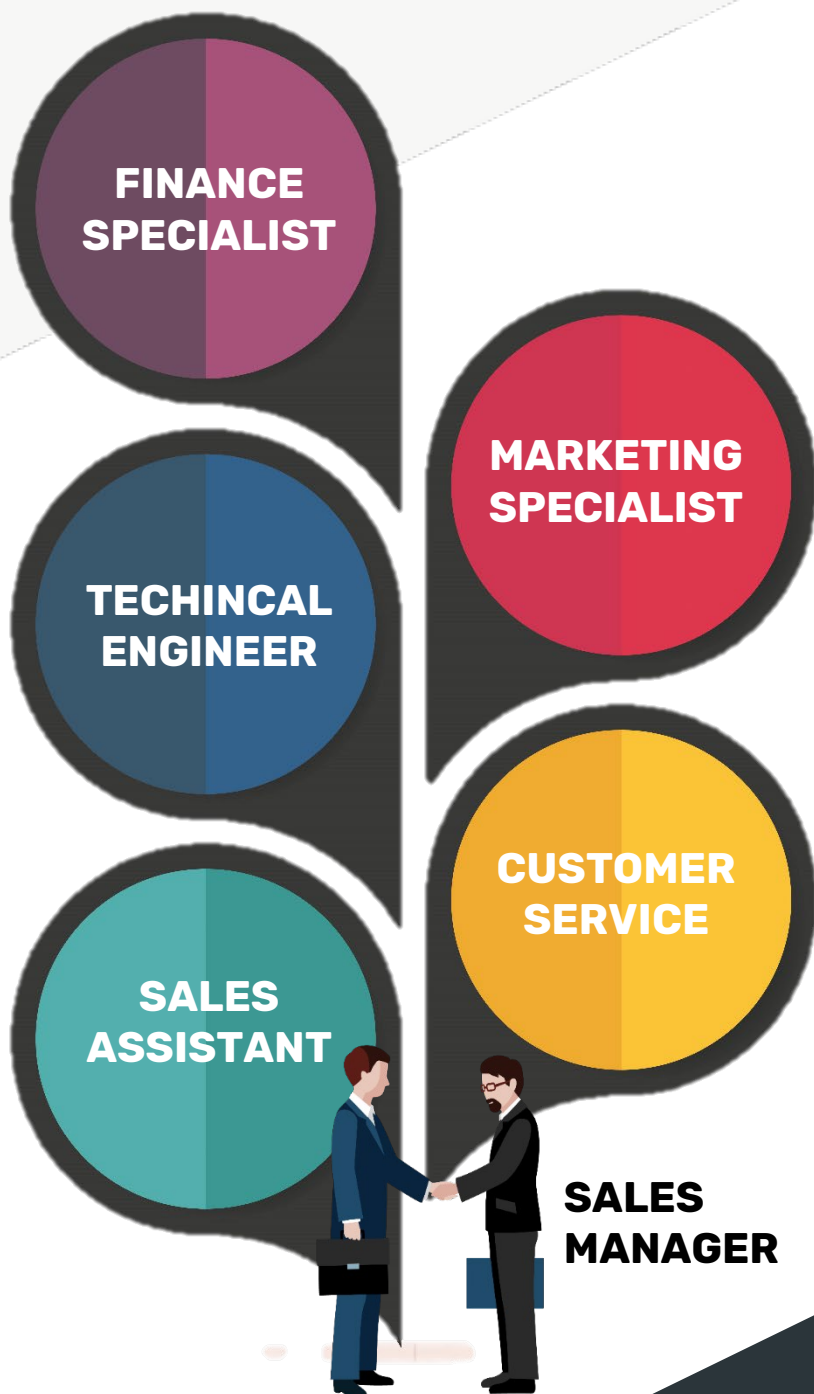 FINANCE
SPECIALIST
MARKETING
SPECIALIST
TECHINCAL
ENGINEER
CUSTOMER
SERVICE
SALES
ASSISTANT
SALES
MANAGER